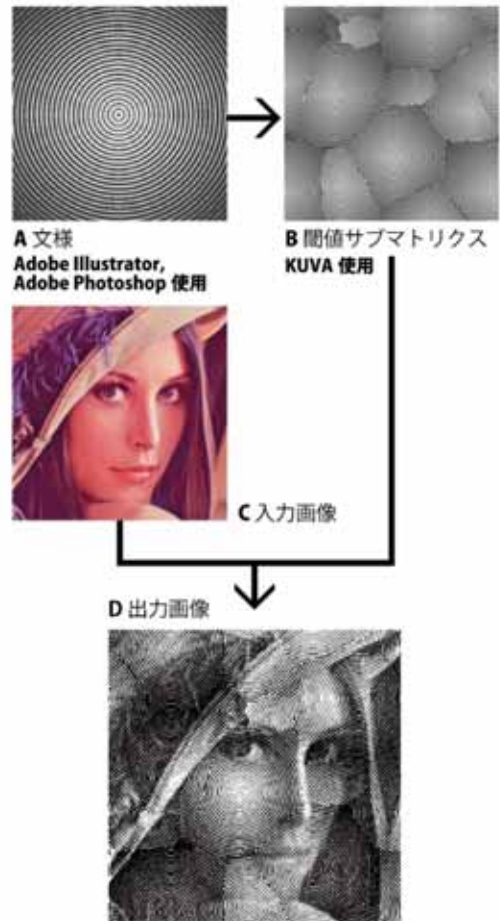 A 文様
Adobe Illustrator,
Adobe Photoshop 使用
B 閾値サブマトリクス
KUVA 使用
C 入力画像
D 出力画像